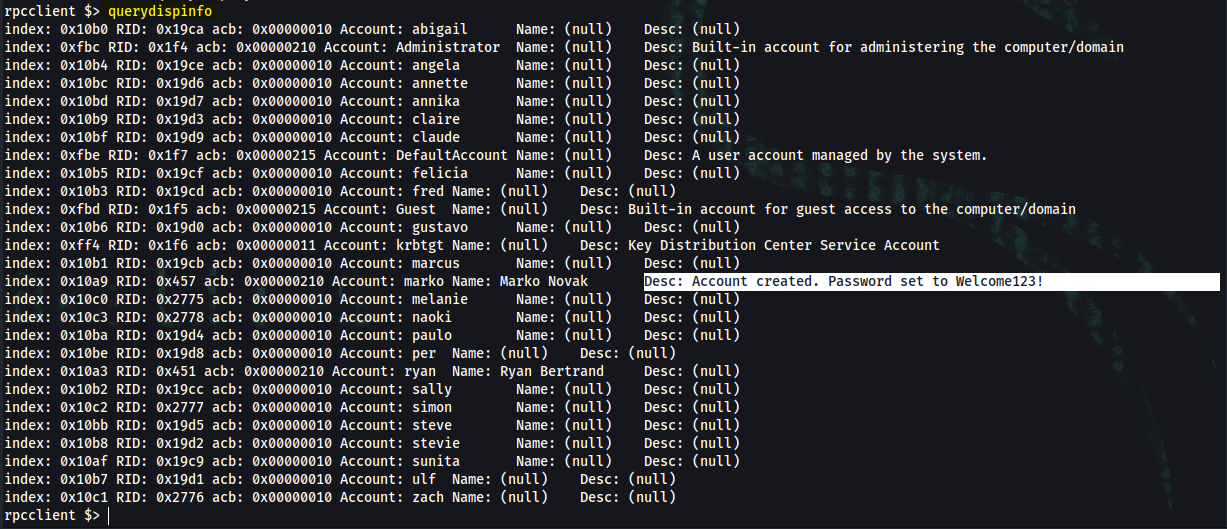 rpcclient $> querydispinfo
index: 0x10b0 RID: 0x19ca acb: 0x00000010 Account: abigail Name: (null) Desc: (null)
index: 0xfbc RID: 0x1f4 acb: 0x00000210 Account: Administrator Name: (null) Desc: Built-in account for administering the computer/domain
index: 0x10b4 RID: 0x19ce acb: 0x00000010 Account: angela Name: (null) Desc: (null)
index: 0x10bc RID: 0x19d6 acb: 0x00000010 Account: annette Name: (null) Desc: (null)
index: 0x10bd RID: 0x19d7 acb: 0x00000010 Account: annika Name: (null) Desc: (null)
index: 0x10b9 RID: 0x19d3 acb: 0x00000010 Account: claire Name: (null) Desc: (null)
index: 0x10bf RID: 0x19d9 acb: 0x00000010 Account: claude Name: (null) Desc: (null)
index: 0xfbe RID: 0x1f7 acb: 0x00000215 Account: DefaultAccount Name: (null) Desc: A user account managed by the system.
index: 0x10b5 RID: 0x19cf acb: 0x00000010 Account: felicia Name: (null) Desc: (null)
index: 0x10b3 RID: 0x19cd acb: 0x00000010 Account: fred Name: (null) Desc: (null)
index: 0xfbd RID: 0x1f5 acb: 0x00000215 Account: Guest Name: (null) Desc: Built-in account for guest access to the computer/domain
index: 0x10b6 RID: 0x19d0 acb: 0x00000010 Account: gustavo Name: (null) Desc: (null)
index: 0xff4 RID: 0x1f6 acb: 0x00000011 Account: krbtgt Name: (null) Desc: Key Distribution Center Service Account
index: 0x10b1 RID: 0x19cb acb: 0x00000010 Account: marcus Name: (null) Desc: (null)
index: 0x10a9 RID: 0x457 acb: 0x00000210 Account: marko Name: Marko Novak Desc: Account created. Password set to Welcome123!
index: 0x10c0 RID: 0x2775 acb: 0x00000010 Account: melanie Name: (null) Desc: (null)
index: 0x10c3 RID: 0x2778 acb: 0x00000010 Account: naoki Name: (null) Desc: (null)
index: 0x10ba RID: 0x19d4 acb: 0x00000010 Account: paulo Name: (null) Desc: (null)
index: 0x10be RID: 0x19d8 acb: 0x00000010 Account: per Name: (null) Desc: (null)
index: 0x10a3 RID: 0x451 acb: 0x00000210 Account: ryan Name: Ryan Bertrand Desc: (null)
index: 0x10b2 RID: 0x19cc acb: 0x00000010 Account: sally Name: (null) Desc: (null)
index: 0x10c2 RID: 0x2777 acb: 0x00000010 Account: simon Name: (null) Desc: (null)
index: 0x10bb RID: 0x19d5 acb: 0x00000010 Account: steve Name: (null) Desc: (null)
index: 0x10b8 RID: 0x19d2 acb: 0x00000010 Account: stevie Name: (null) Desc: (null)
index: 0x10af RID: 0x19c9 acb: 0x00000010 Account: sunita Name: (null) Desc: (null)
index: 0x10b7 RID: 0x19d1 acb: 0x00000010 Account: ulf Name: (null) Desc: (null)
index: 0x10c1 RID: 0x2776 acb: 0x00000010 Account: zach Name: (null) Desc: (null)
rpcclient $>